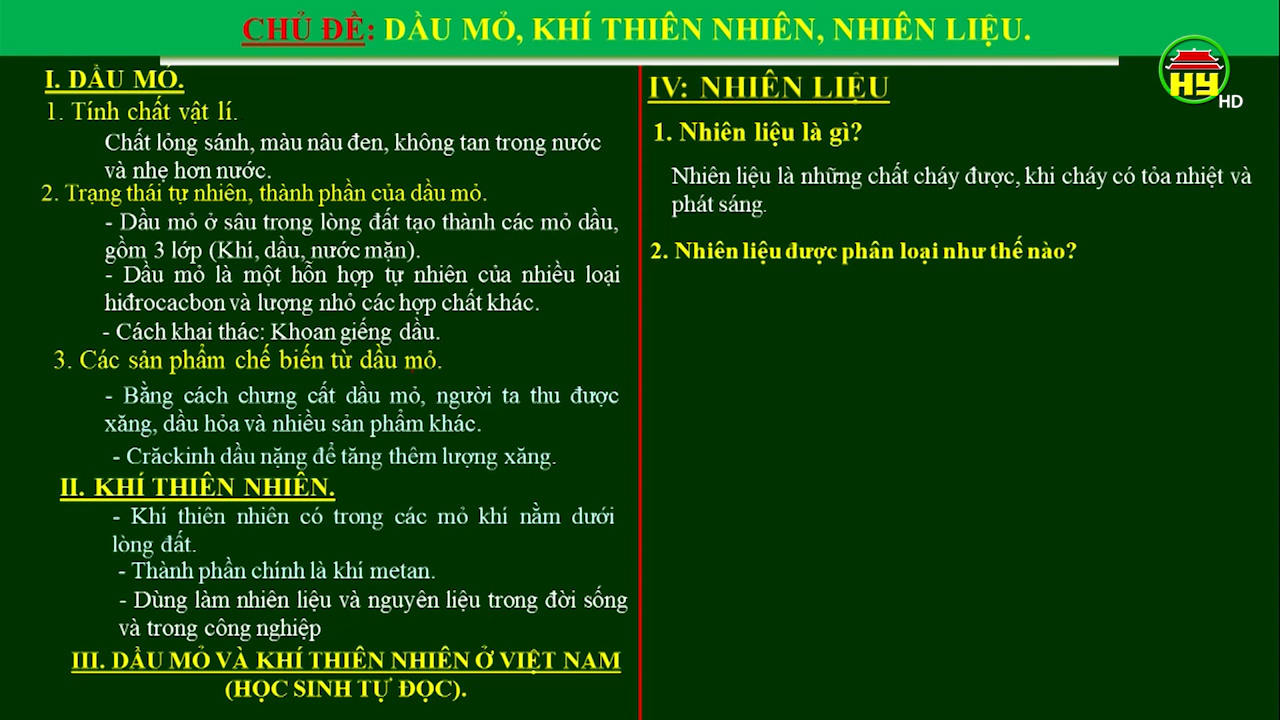 CHỦ ĐỀ: DẦU MỎ, KHÍ THIÊN NHIÊN, NHIÊN LIỆU.
I. DẦU MỎ.
1. Tính chất vật lí.
Chất lỏng sánh, màu nâu đen, không tan trong nước
và nhẹ hơn nước.
2. Trạng thái tự nhiên, thành phần của dầu mỏ.
- Dầu mỏ ở sâu trong lòng đất tạo thành các mỏ dầu,
gồm 3 lớp (Khí, dầu, nước mặn).
- Dầu mỏ là một hỗn hợp tự nhiên của nhiều loại
hiđrocacbon và lượng nhỏ các hợp chất khác.
- Cách khai thác: Khoan giếng dầu.
3. Các sản phẩm chế biến từ dầu mỏ.
- Bằng cách chưng cất dầu mỏ, người ta thu được
xăng, dầu hỏa và nhiều sản phẩm khác.
- Crăckinh dầu nặng để tăng thêm lượng xăng.
II. KHÍ THIÊN NHIÊN.
- Khí thiên nhiên có trong các mỏ khí nằm dưới
lòng đất.
- Thành phần chính là khí metan.
- Dùng làm nhiên liệu và nguyên liệu trong đời sống
và trong công nghiệp
III. DẦU MỎ VÀ KHÍ THIÊN NHIÊN Ở VIỆT NAM
(HỌC SINH TỰ ĐỌC).
IV: NHIÊN LIỆU
1. Nhiên liệu là gì?
Nhiên liệu là những chất cháy được, khi cháy có tỏa nhiệt và
phát sáng.
2. Nhiên liệu được phân loại như thế nào?
HY
HD